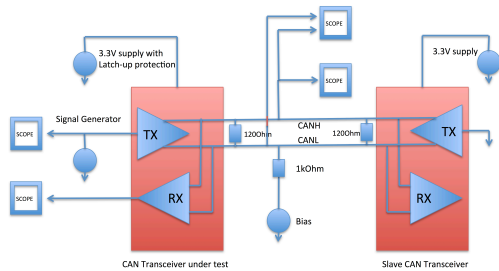 SCOPE
3.3V supply with
Latch-up protection
3.3V supply
SCOPE
Signal Generator
SCOPE
TX
120Ohm
CANH
CANL
120Ohm
TX
1kOhm
SCOPE
RX
RX
Bias
CAN Transceiver under test
Slave CAN Transceiver